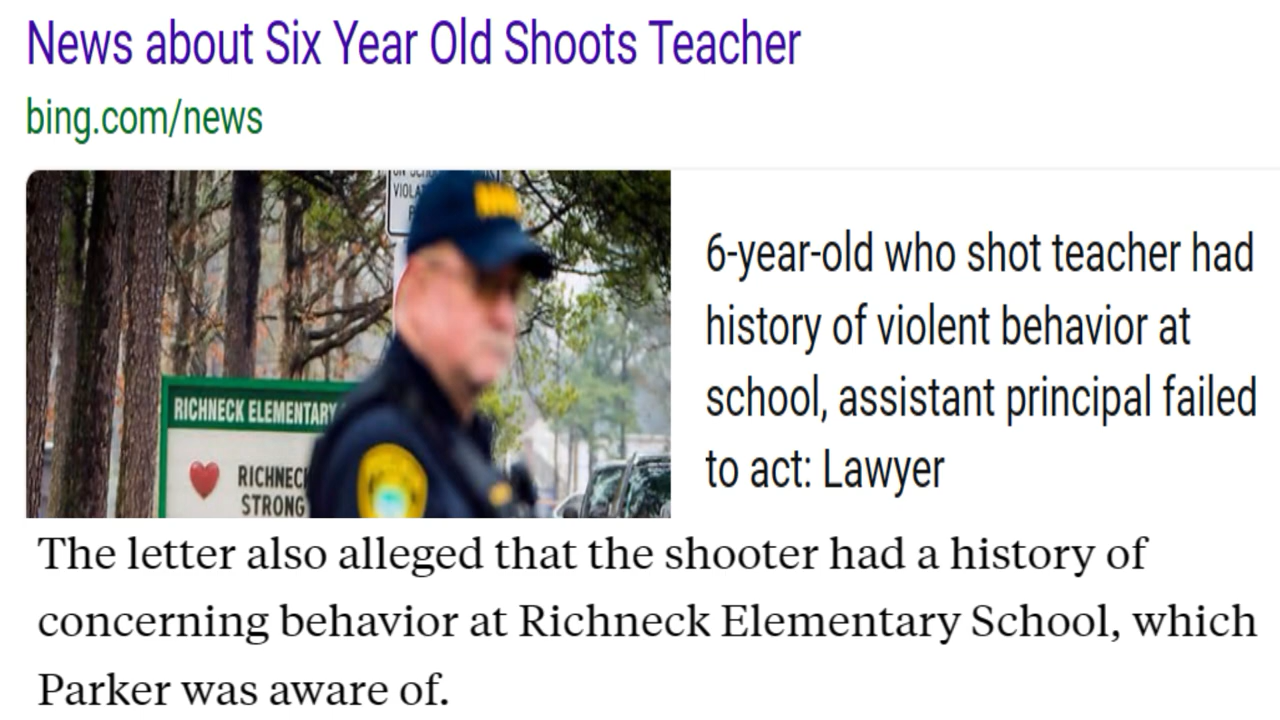 News about Six Year Old Shoots Teacher
bing.com/news
VIOLA
RICHNECK ELEMENTARY
RICHNECK
STRONG
6-year-old who shot teacher had
history of violent behavior at
school, assistant principal failed
to act: Lawyer
The letter also alleged that the shooter had a history of
concerning behavior at Richneck Elementary School, which
Parker was aware of.